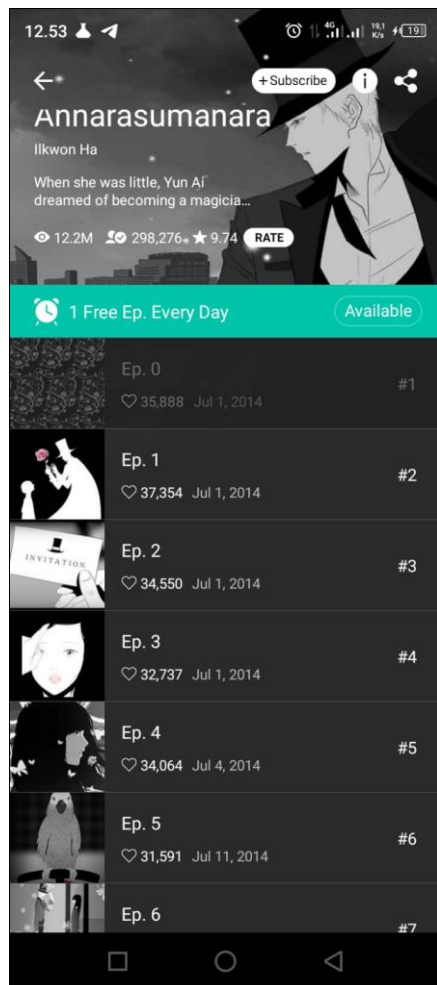 12.53 4G 19,1 K/s 19
+ Subscribe
Annarasumanara
Ilkwon Ha
When she was little, Yun Ai
dreamed of becoming a magicia...
12.2M 298,276 9.74 RATE
1 Free Ep. Every Day Available
Ep. 0
35,888 Jul 1, 2014
#1
Ep. 1
37,354 Jul 1, 2014
#2
INVITATION
Ep. 2
34,550 Jul 1, 2014
#3
Ep. 3
32,737 Jul 1, 2014
#4
Ep. 4
34,064 Jul 4, 2014
#5
Ep. 5
31,591 Jul 11, 2014
#6
Ep. 6
#7